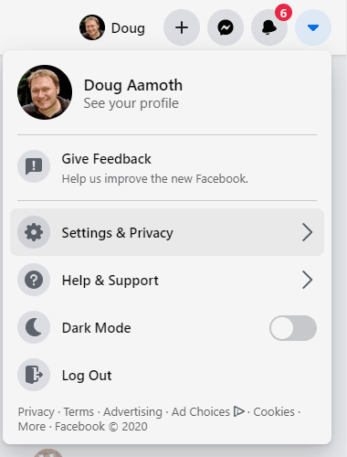 Doug
6
Doug Aamoth
See your profile
Give Feedback
Help us improve the new Facebook.
Settings & Privacy
Help & Support
Dark Mode
Log Out
Privacy · Terms · Advertising · Ad Choices · Cookies ·
More · Facebook © 2020